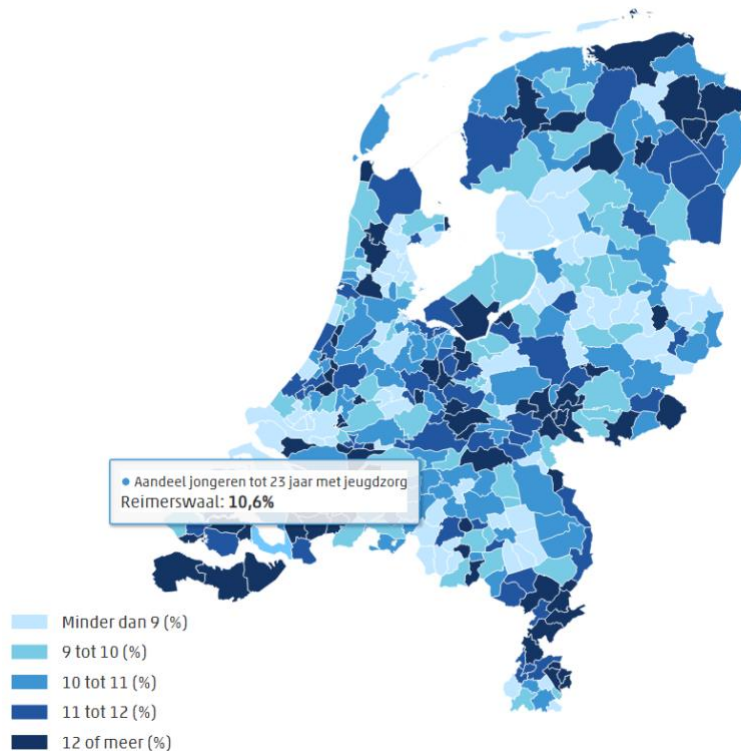 Aandeel jongeren tot 23 jaar met jeugdzorg
Reimerswaal: 10,6%
Minder dan 9 (%)
9 tot 10 (%)
10 tot 11 (%)
11 tot 12 (%)
12 of meer (%)